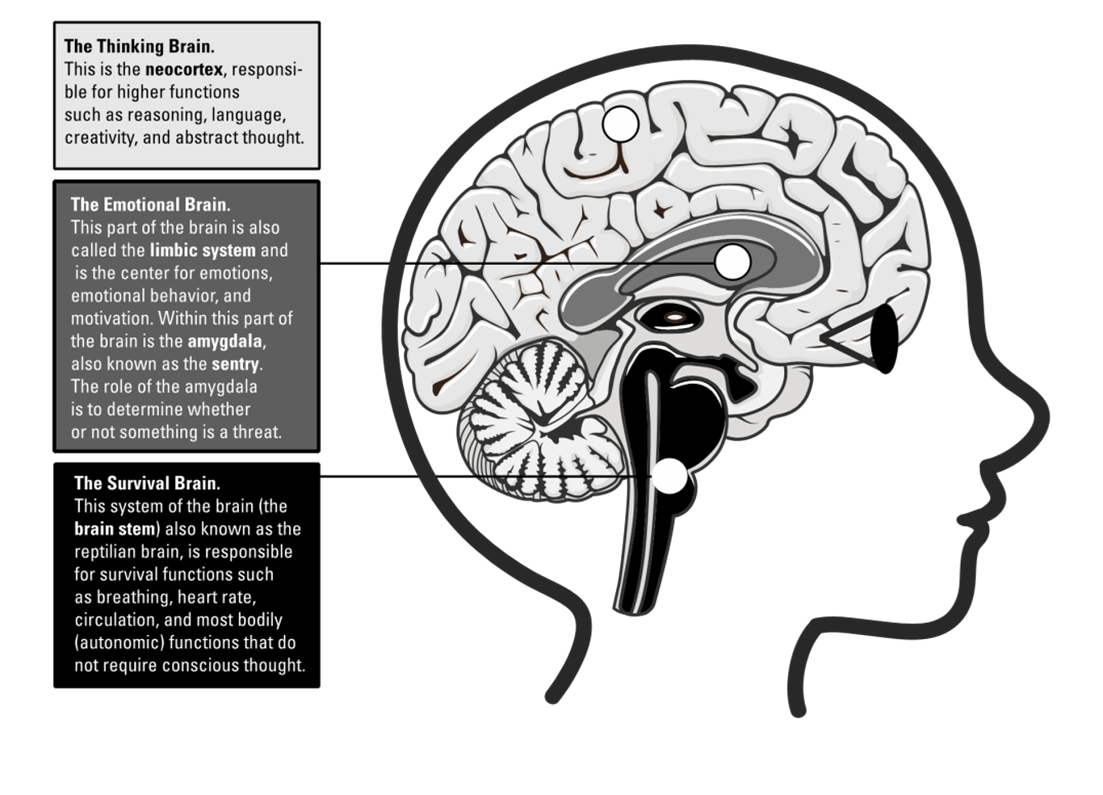 The Thinking Brain.
This is the neocortex, responsi-
ble for higher functions
such as reasoning, language,
creativity, and abstract thought.
The Emotional Brain.
This part of the brain is also
called the limbic system and
is the center for emotions,
emotional behavior, and
motivation. Within this part of
the brain is the amygdala,
also known as the sentry.
The role of the amygdala
is to determine whether
or not something is a threat.
The Survival Brain.
This system of the brain (the
brain stem) also known as the
reptilian brain, is responsible
for survival functions such
as breathing, heart rate,
circulation, and most bodily
(autonomic) functions that do
not require conscious thought.